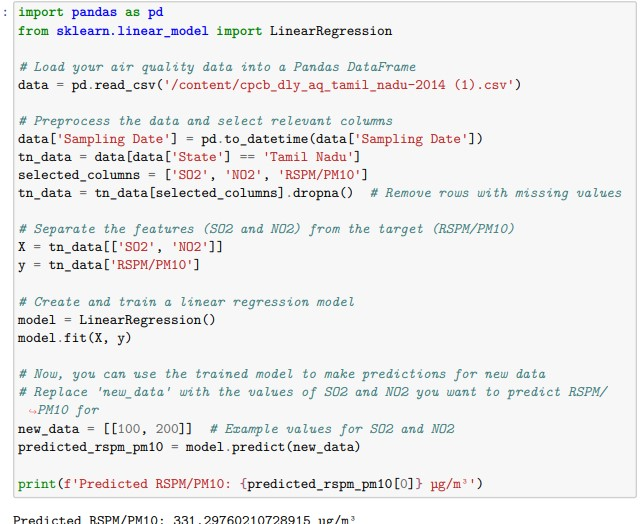 : import pandas as pd
from sklearn.linear_model import LinearRegression
# Load your air quality data into a Pandas DataFrame
data = pd.read_csv('/content/cpcb_dly_aq_tamil_nadu-2014 (1).csv')
# Preprocess the data and select relevant columns
data['Sampling Date'] = pd.to_datetime(data['Sampling Date'])
tn_data = data[data['State'] == 'Tamil Nadu']
selected_columns = ['SO2', 'NO2', 'RSPM/PM10']
tn_data = tn_data[selected_columns].dropna()  # Remove rows with missing values
# Separate the features (SO2 and NO2) from the target (RSPM/PM10)
X = tn_data[['SO2', 'NO2']]
y = tn_data['RSPM/PM10']
# Create and train a linear regression model
model = LinearRegression()
model.fit(X, y)
# Now, you can use the trained model to make predictions for new data
# Replace 'new_data' with the values of SO2 and NO2 you want to predict RSPM/
↪PM10 for
new_data = [[100, 200]]  # Example values for SO2 and NO2
predicted_rspm_pm10 = model.predict(new_data)
print(f'Predicted RSPM/PM10: {predicted_rspm_pm10[0]} µg/m³')
Predicted RSPM/PM10: 331.29760210728915 µg/m³